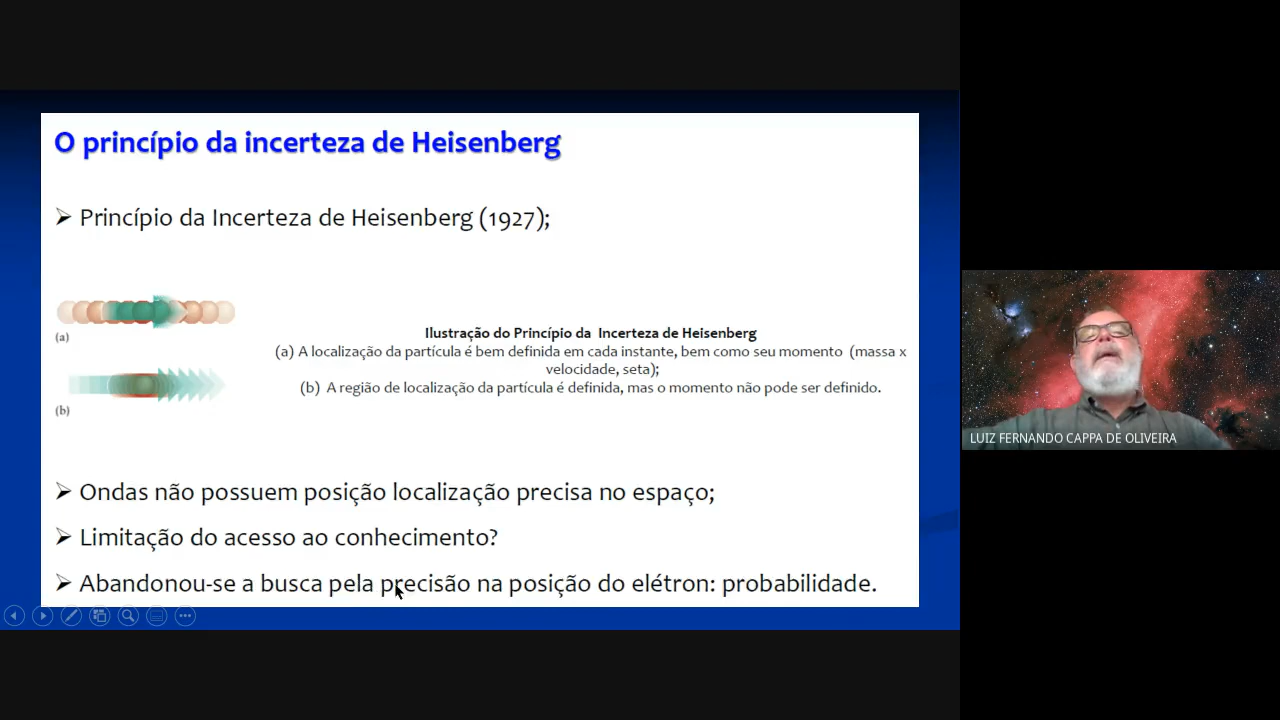 O princípio da incerteza de Heisenberg
➢ Princípio da Incerteza de Heisenberg (1927);
(a)
(b)
Ilustração do Princípio da Incerteza de Heisenberg
(a) A localização da partícula é bem definida em cada instante, bem como seu momento (massa x
velocidade, seta);
(b) A região de localização da partícula é definida, mas o momento não pode ser definido.
➢ Ondas não possuem posição localização precisa no espaço;
➢ Limitação do acesso ao conhecimento?
➢ Abandonou-se a busca pela precisão na posição do elétron: probabilidade.
LUIZ FERNANDO CAPPA DE OLIVEIRA